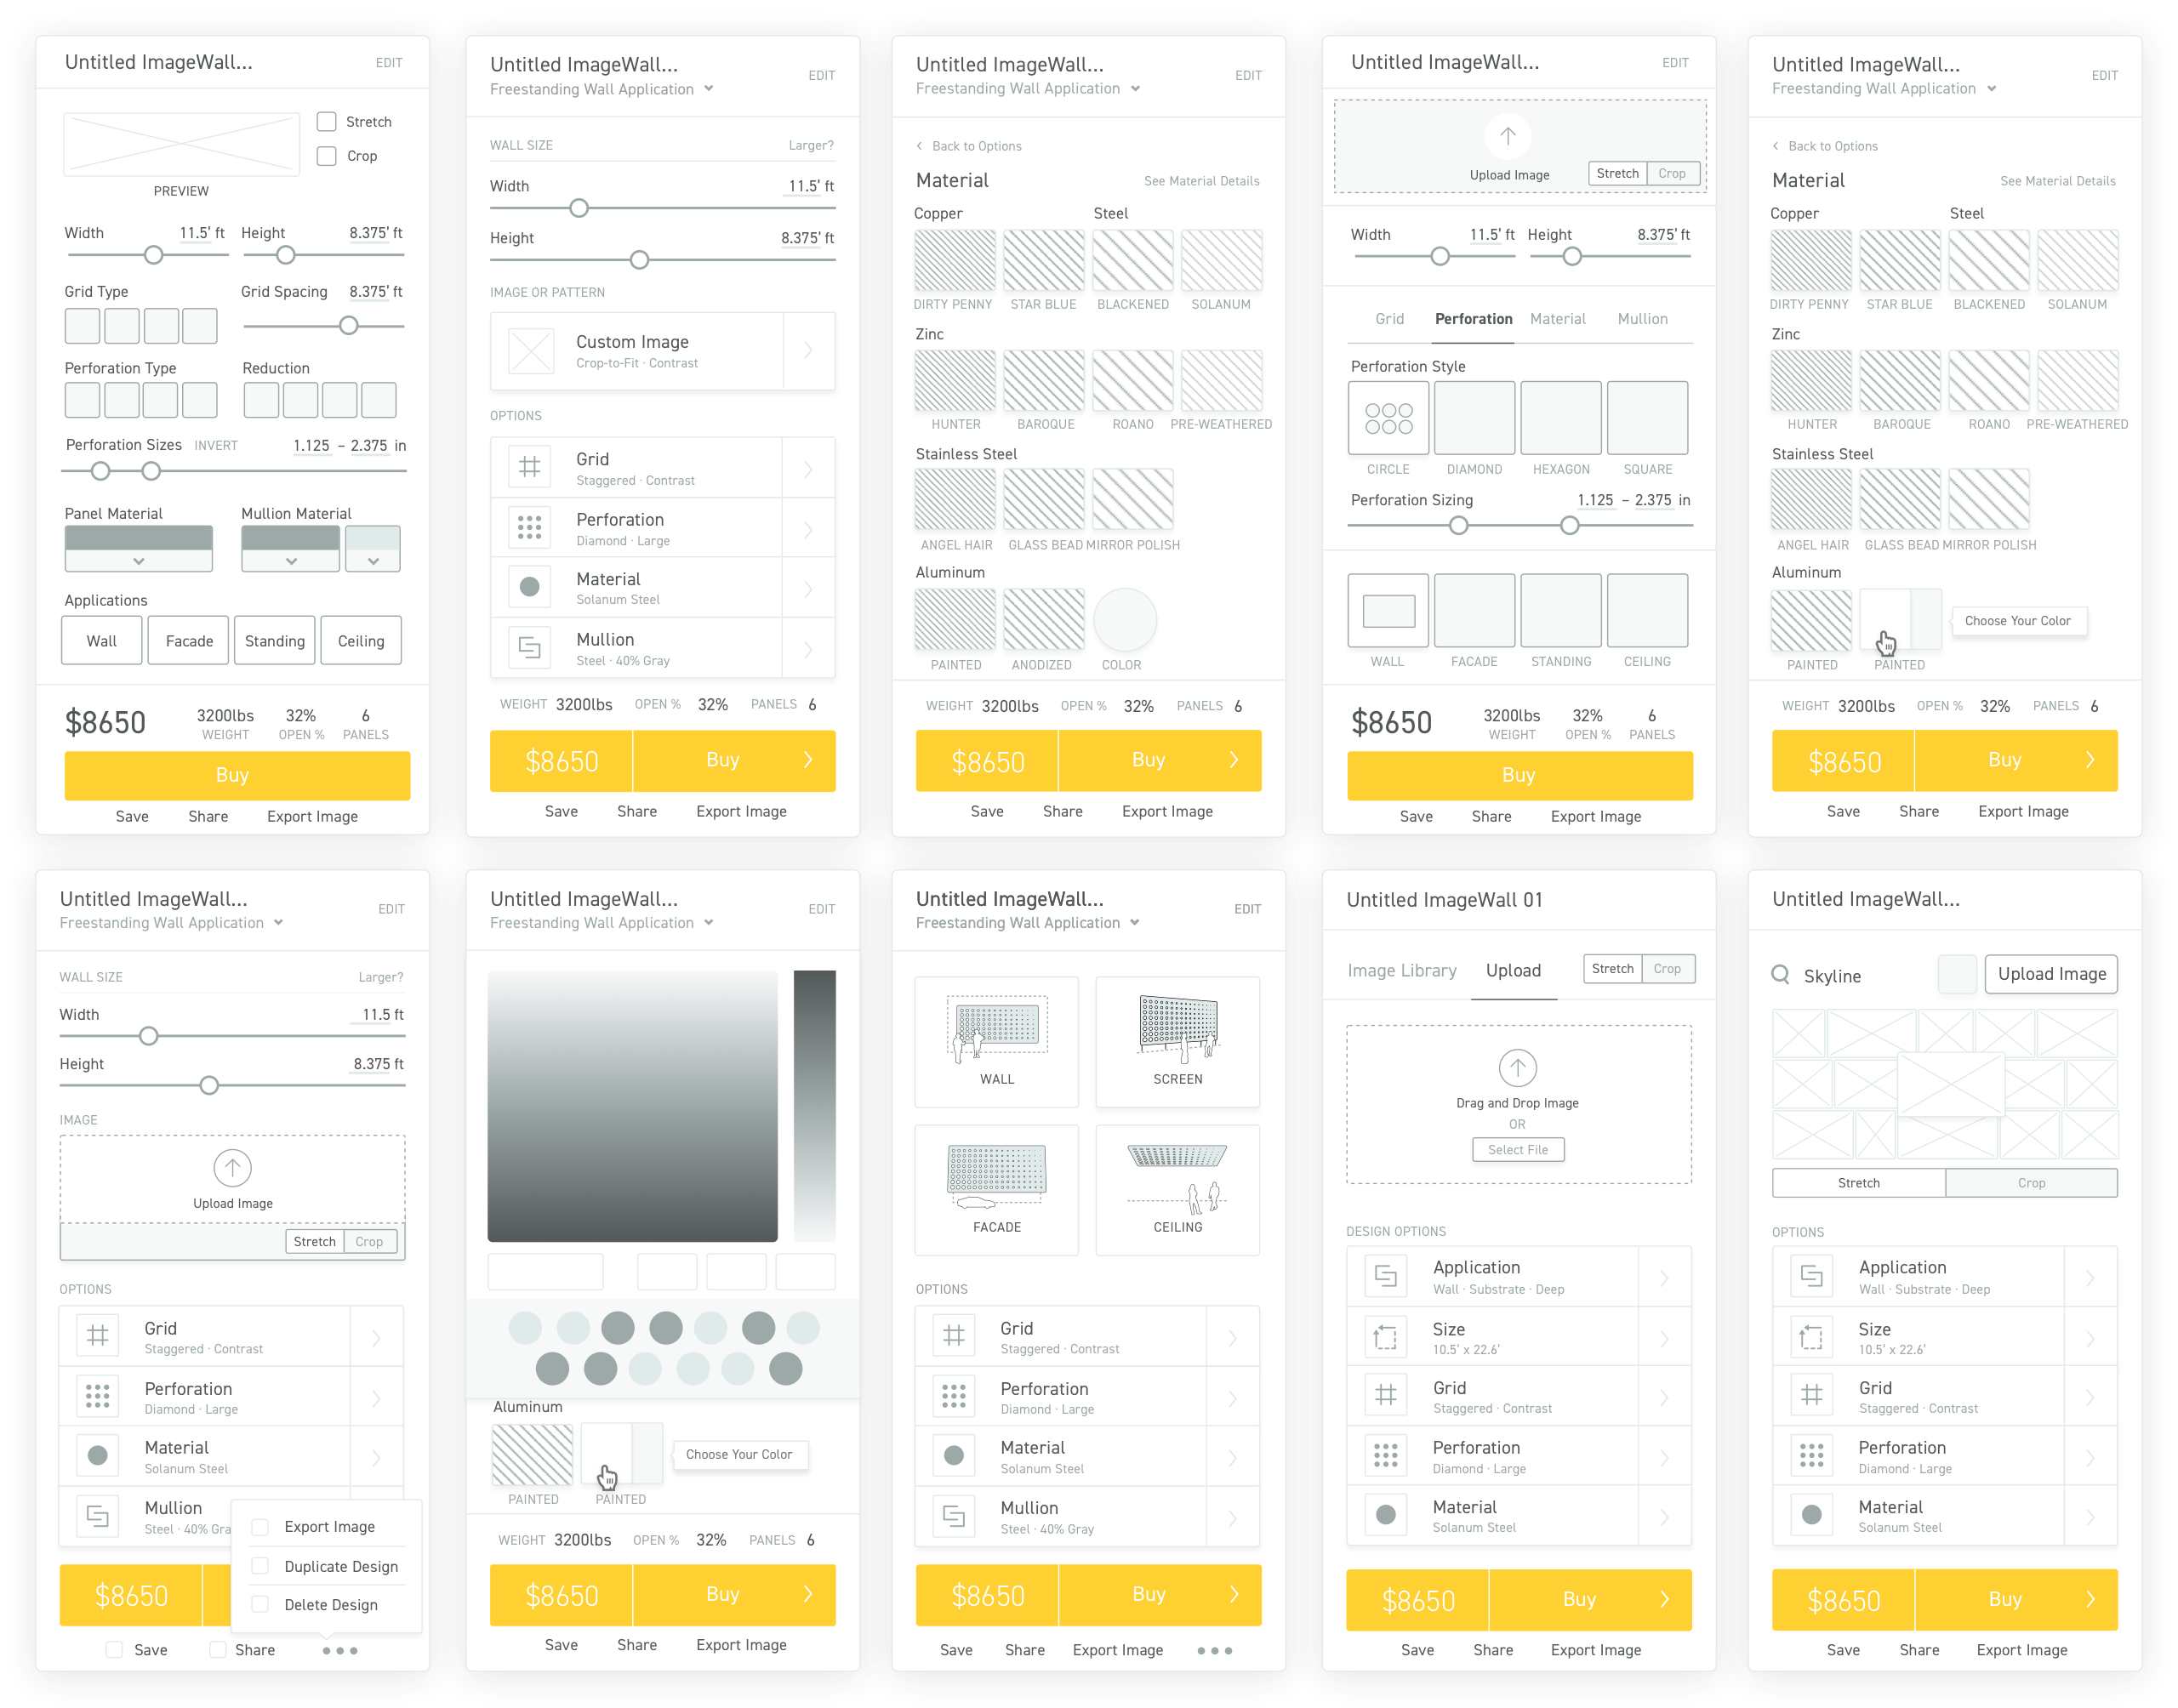 Untitled ImageWall...
EDIT
Stretch
Crop
PREVIEW
Width 11.5' ft Height 8.375' ft
Grid Type Grid Spacing 8.375' ft
Perforation Type Reduction
Perforation Sizes INVERT 1.125 – 2.375 in
Panel Material Mullion Material
Applications
Wall Facade Standing Ceiling
$8650 3200lbs 32% 6
WEIGHT OPEN % PANELS
Buy
Save Share Export Image
Untitled ImageWall...
Freestanding Wall Application
EDIT
WALL SIZE Larger?
Width 11.5' ft
Height 8.375' ft
IMAGE OR PATTERN
Custom Image
Crop-to-Fit · Contrast
OPTIONS
Grid
Staggered · Contrast
Perforation
Diamond · Large
Material
Solanum Steel
Mullion
Steel · 40% Gray
WEIGHT 3200lbs OPEN % 32% PANELS 6
$8650 Buy
Save Share Export Image
Untitled ImageWall...
Freestanding Wall Application
EDIT
Back to Options
Material See Material Details
Copper Steel
DIRTY PENNY STAR BLUE BLACKENED SOLANUM
Zinc
HUNTER BAROQUE ROANO PRE-WEATHERED
Stainless Steel
ANGEL HAIR GLASS BEAD MIRROR POLISH
Aluminum
PAINTED ANODIZED COLOR
WEIGHT 3200lbs OPEN % 32% PANELS 6
$8650 Buy
Save Share Export Image
Untitled ImageWall...
EDIT
Upload Image Stretch Crop
Width 11.5' ft Height 8.375' ft
Grid Perforation Material Mullion
Perforation Style
CIRCLE DIAMOND HEXAGON SQUARE
Perforation Sizing 1.125 – 2.375 in
WALL FACADE STANDING CEILING
$8650 3200lbs 32% 6
WEIGHT OPEN % PANELS
Buy
Save Share Export Image
Untitled ImageWall...
Freestanding Wall Application
EDIT
Back to Options
Material See Material Details
Copper Steel
DIRTY PENNY STAR BLUE BLACKENED SOLANUM
Zinc
HUNTER BAROQUE ROANO PRE-WEATHERED
Stainless Steel
ANGEL HAIR GLASS BEAD MIRROR POLISH
Aluminum
Choose Your Color
PAINTED PAINTED
WEIGHT 3200lbs OPEN % 32% PANELS 6
$8650 Buy
Save Share Export Image
Untitled ImageWall...
Freestanding Wall Application
EDIT
WALL SIZE Larger?
Width 11.5 ft
Height 8.375 ft
IMAGE
Upload Image
Stretch Crop
OPTIONS
Grid
Staggered · Contrast
Perforation
Diamond · Large
Material
Solanum Steel
Mullion
Steel · 40% Gra
Export Image
Duplicate Design
Delete Design
$8650
Save Share
Untitled ImageWall...
Freestanding Wall Application
EDIT
Aluminum
Choose Your Color
PAINTED PAINTED
WEIGHT 3200lbs OPEN % 32% PANELS 6
$8650 Buy
Save Share Export Image
Untitled ImageWall...
Freestanding Wall Application
EDIT
WALL SCREEN
FACADE CEILING
OPTIONS
Grid
Staggered · Contrast
Perforation
Diamond · Large
Material
Solanum Steel
Mullion
Steel · 40% Gray
$8650 Buy
Save Share Export Image
Untitled ImageWall 01
Image Library Upload Stretch Crop
Drag and Drop Image
OR
Select File
DESIGN OPTIONS
Application
Wall · Substrate · Deep
Size
10.5' x 22.6'
Grid
Staggered · Contrast
Perforation
Diamond · Large
Material
Solanum Steel
$8650 Buy
Save Share Export Image
Untitled ImageWall...
Skyline Upload Image
Stretch Crop
OPTIONS
Application
Wall · Substrate · Deep
Size
10.5' x 22.6'
Grid
Staggered · Contrast
Perforation
Diamond · Large
Material
Solanum Steel
$8650 Buy
Save Share Export Image